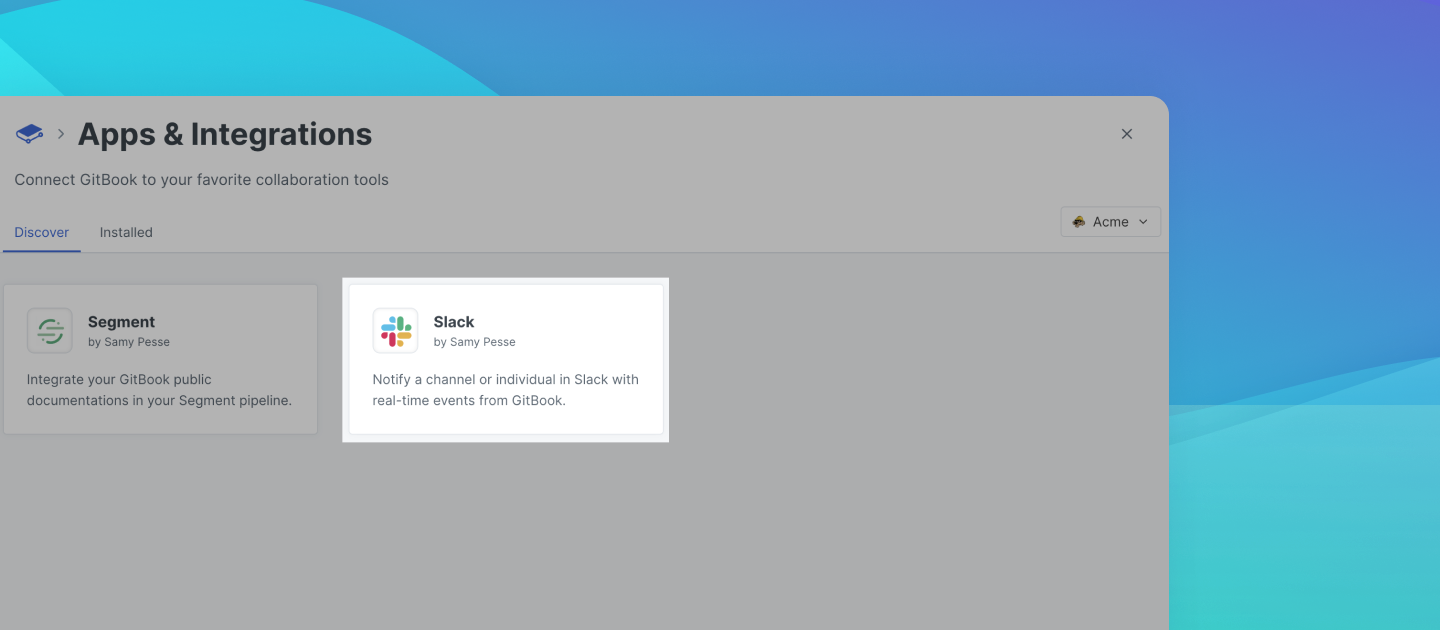 Apps & Integrations
Connect GitBook to your favorite collaboration tools
Discover
Installed
Acme
Segment
by Samy Pesse
Integrate your GitBook public
documentations in your Segment pipeline.
Slack
by Samy Pesse
Notify a channel or individual in Slack with
real-time events from GitBook.